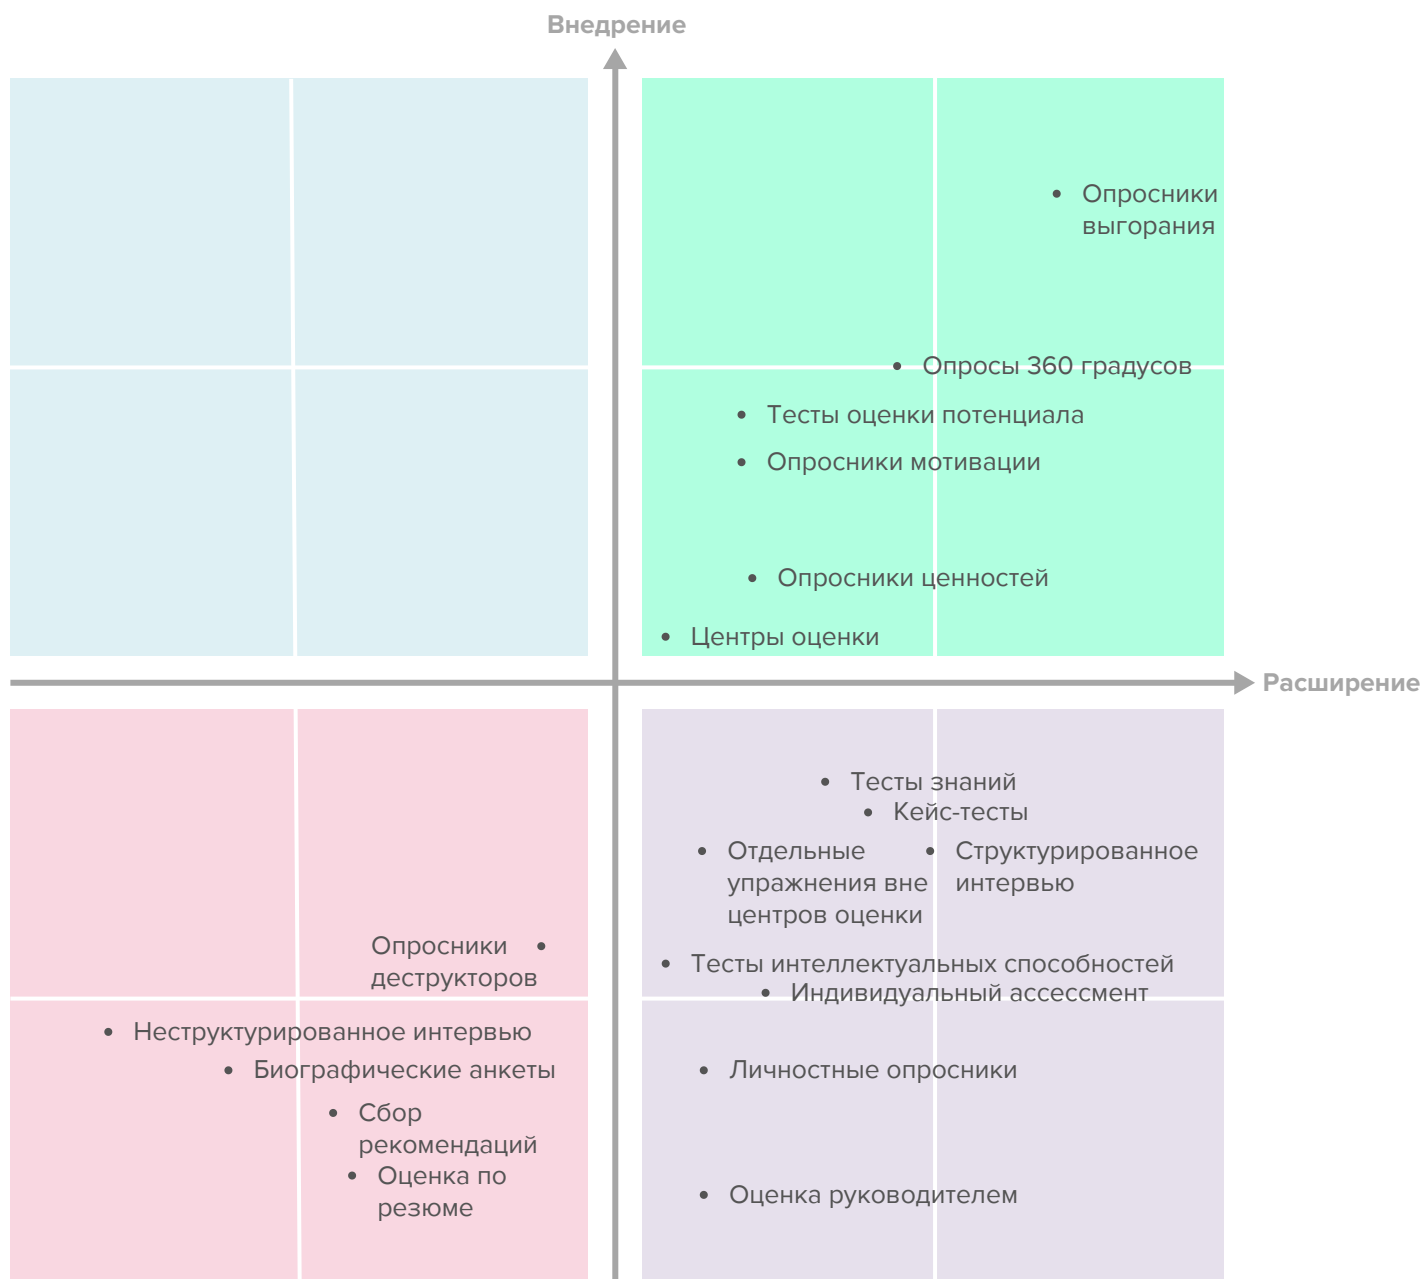 Внедрение
• Опросники
выгорания
• Опросы 360 градусов
• Тесты оценки потенциала
• Опросники мотивации
• Опросники ценностей
• Центры оценки
Расширение
• Тесты знаний
• Кейс-тесты
• Отдельные
упражнения вне
центров оценки
• Структурированное
интервью
Опросники •
деструкторов
• Тесты интеллектуальных способностей
• Индивидуальный ассессмент
• Неструктурированное интервью
• Биографические анкеты
• Личностные опросники
• Сбор
рекомендаций
• Оценка по
резюме
• Оценка руководителем